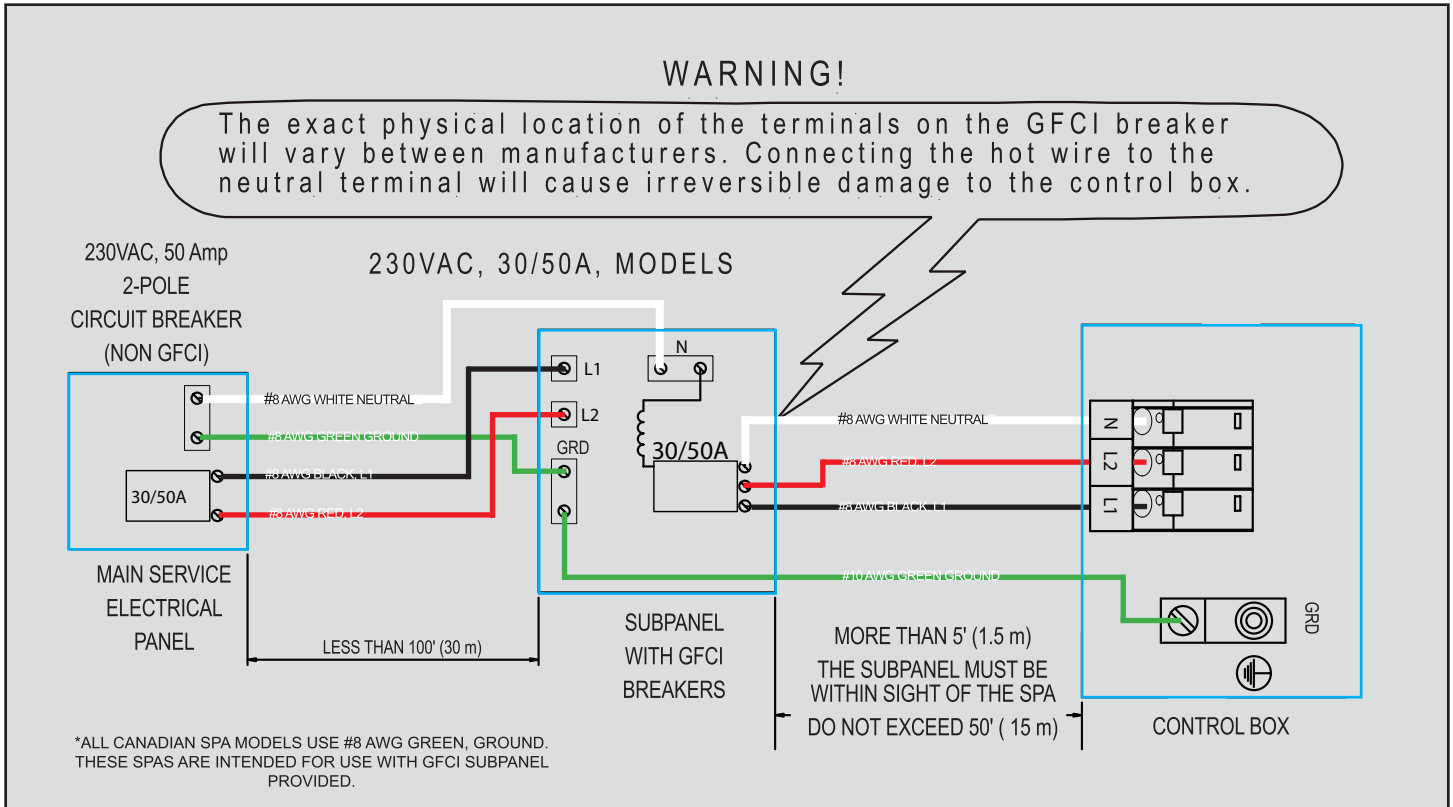 WARNING!
The exact physical location of the terminals on the GFCI breaker
will vary between manufacturers. Connecting the hot wire to the
neutral terminal will cause irreversible damage to the control box.
230VAC, 50 Amp
2-POLE
CIRCUIT BREAKER
(NON GFCI)
230VAC, 30/50A, MODELS
#8 AWG WHITE NEUTRAL
#8 AWG GREEN GROUND
#8 AWG BLACK, L1
#8 AWG RED, L2
30/50A
MAIN SERVICE
ELECTRICAL
PANEL
LESS THAN 100' (30 m)
L1
L2
GRD
N
30/50A
SUBPANEL
WITH GFCI
BREAKERS
#8 AWG WHITE NEUTRAL
#8 AWG RED, L2
#8 AWG BLACK, L1
#10 AWG GREEN GROUND
MORE THAN 5' (1.5 m)
THE SUBPANEL MUST BE
WITHIN SIGHT OF THE SPA
DO NOT EXCEED 50' ( 15 m)
N
L2
L1
GRD
CONTROL BOX
*ALL CANADIAN SPA MODELS USE #8 AWG GREEN, GROUND.
THESE SPAS ARE INTENDED FOR USE WITH GFCI SUBPANEL
PROVIDED.